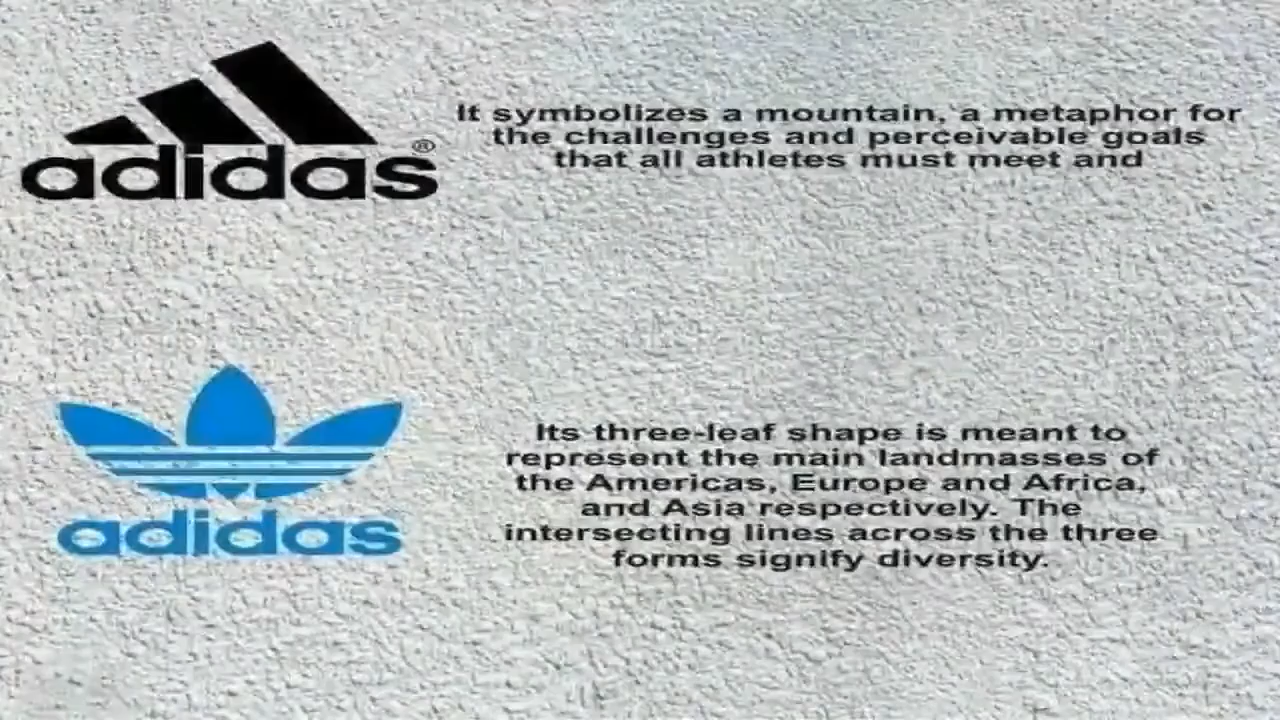 adidas®
It symbolizes a mountain, a metaphor for
the challenges and perceivable goals
that all athletes must meet and
adidas
Its three-leaf shape is meant to
represent the main landmasses of
the Americas, Europe and Africa,
and Asia respectively. The
intersecting lines across the three
forms signify diversity.